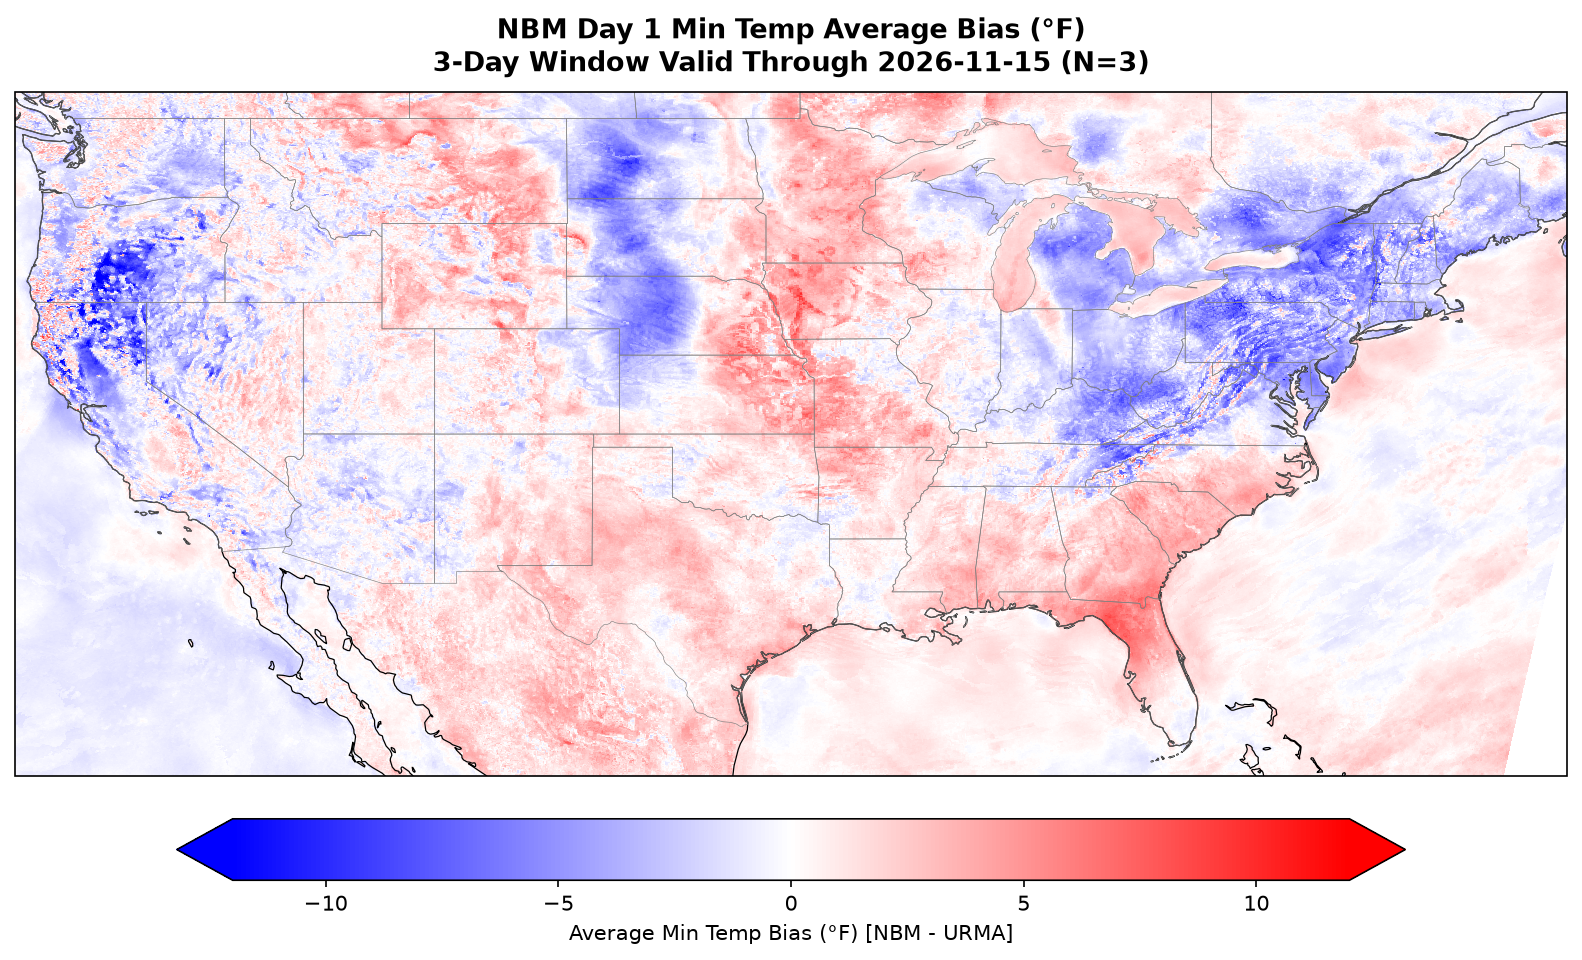 NBM Day 1 Min Temp Average Bias (°F)
3-Day Window Valid Through 2026-11-15 (N=3)
−10 −5 0 5 10
Average Min Temp Bias (°F) [NBM - URMA]